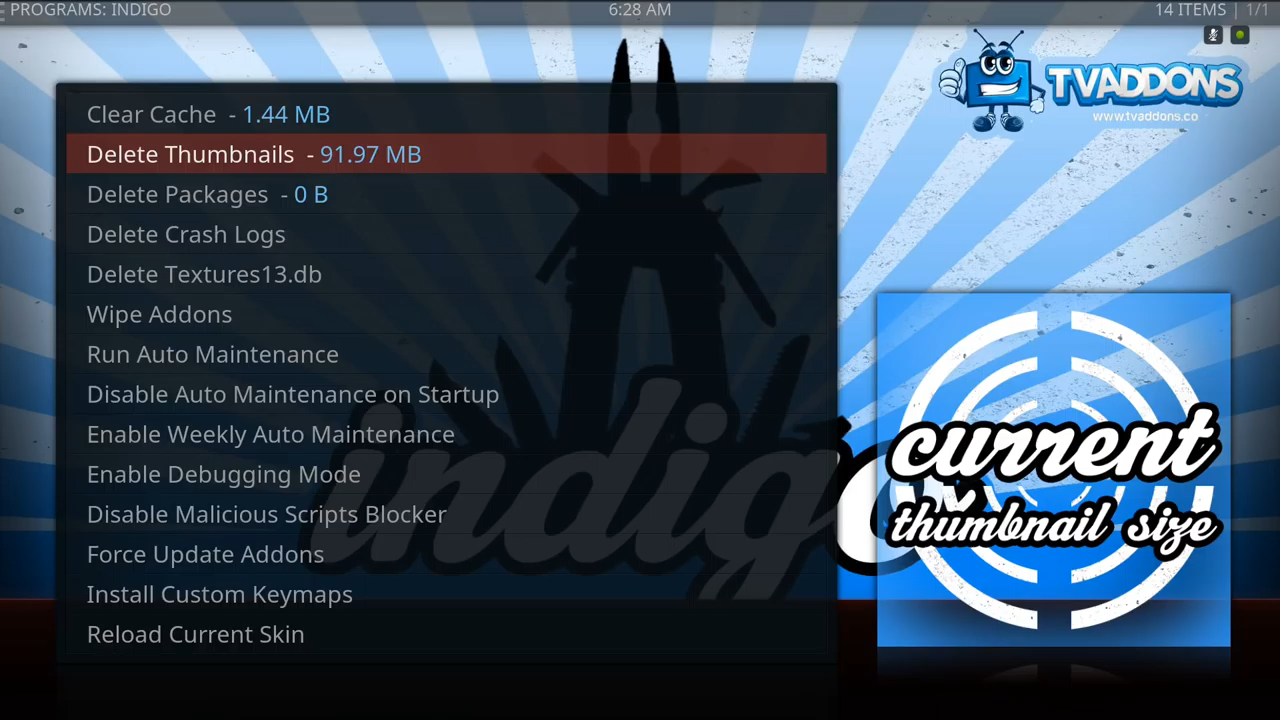 PROGRAMS: INDIGO
6:28 AM
14 ITEMS | 1/1
TVADDONS
www.tvaddons.co
Clear Cache - 1.44 MB
Delete Thumbnails - 91.97 MB
Delete Packages - 0 B
Delete Crash Logs
Delete Textures13.db
Wipe Addons
Run Auto Maintenance
Disable Auto Maintenance on Startup
Enable Weekly Auto Maintenance
Enable Debugging Mode
Disable Malicious Scripts Blocker
Force Update Addons
Install Custom Keymaps
Reload Current Skin
indigo
current
thumbnail size